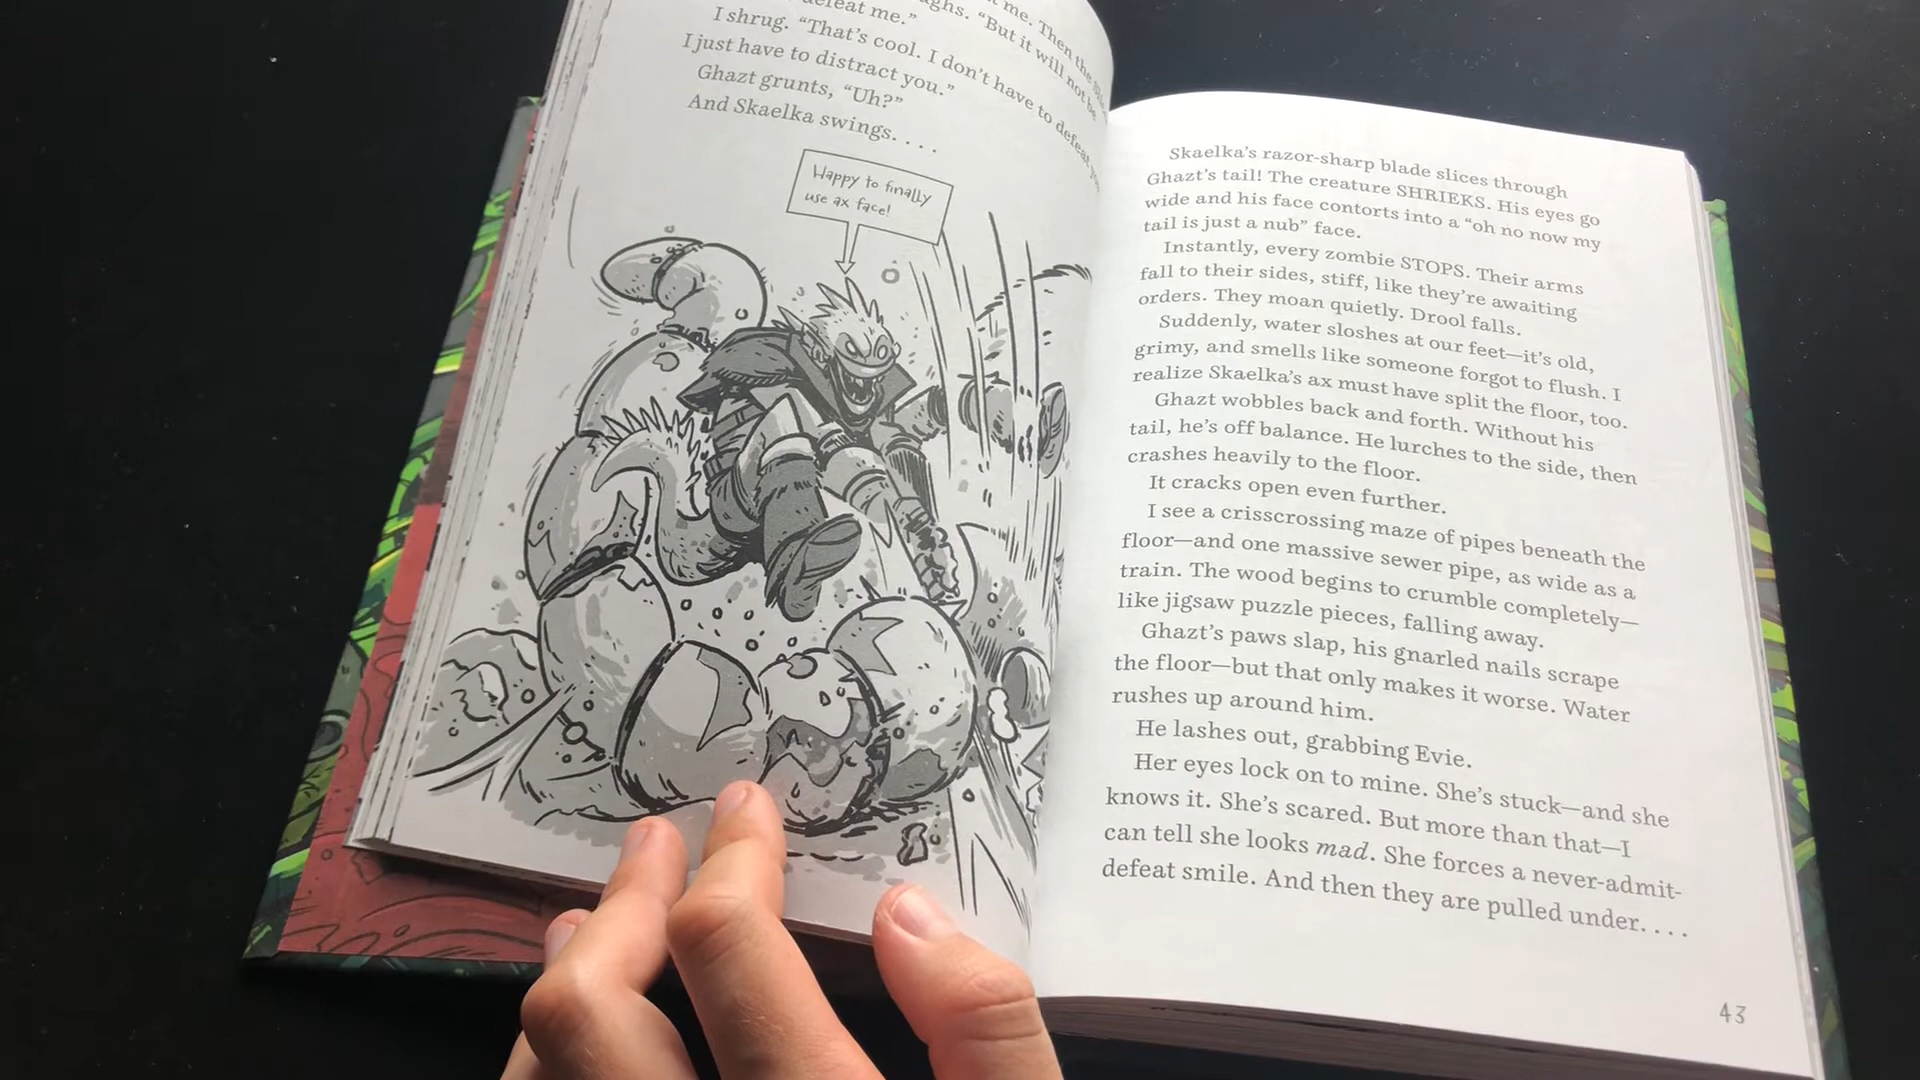 me. Then the
defeat me." "But it will not be
I shrug. "That's cool. I don't have to defeat you
I just have to distract you."
Ghazt grunts, "Uh?"
And Skaelka swings. . . .
Happy to finally
use ax face!
Skaelka's razor-sharp blade slices through
Ghazt's tail! The creature SHRIEKS. His eyes go
wide and his face contorts into a "oh no now my
tail is just a nub" face.
Instantly, every zombie STOPS. Their arms
fall to their sides, stiff, like they're awaiting
orders. They moan quietly. Drool falls.
Suddenly, water sloshes at our feet—it's old,
grimy, and smells like someone forgot to flush. I
realize Skaelka's ax must have split the floor, too.
Ghazt wobbles back and forth. Without his
tail, he's off balance. He lurches to the side, then
crashes heavily to the floor.
It cracks open even further.
I see a crisscrossing maze of pipes beneath the
floor—and one massive sewer pipe, as wide as a
train. The wood begins to crumble completely—
like jigsaw puzzle pieces, falling away.
Ghazt's paws slap, his gnarled nails scrape
the floor—but that only makes it worse. Water
rushes up around him.
He lashes out, grabbing Evie.
Her eyes lock on to mine. She's stuck—and she
knows it. She's scared. But more than that—I
can tell she looks mad. She forces a never-admit-
defeat smile. And then they are pulled under. . . .
43